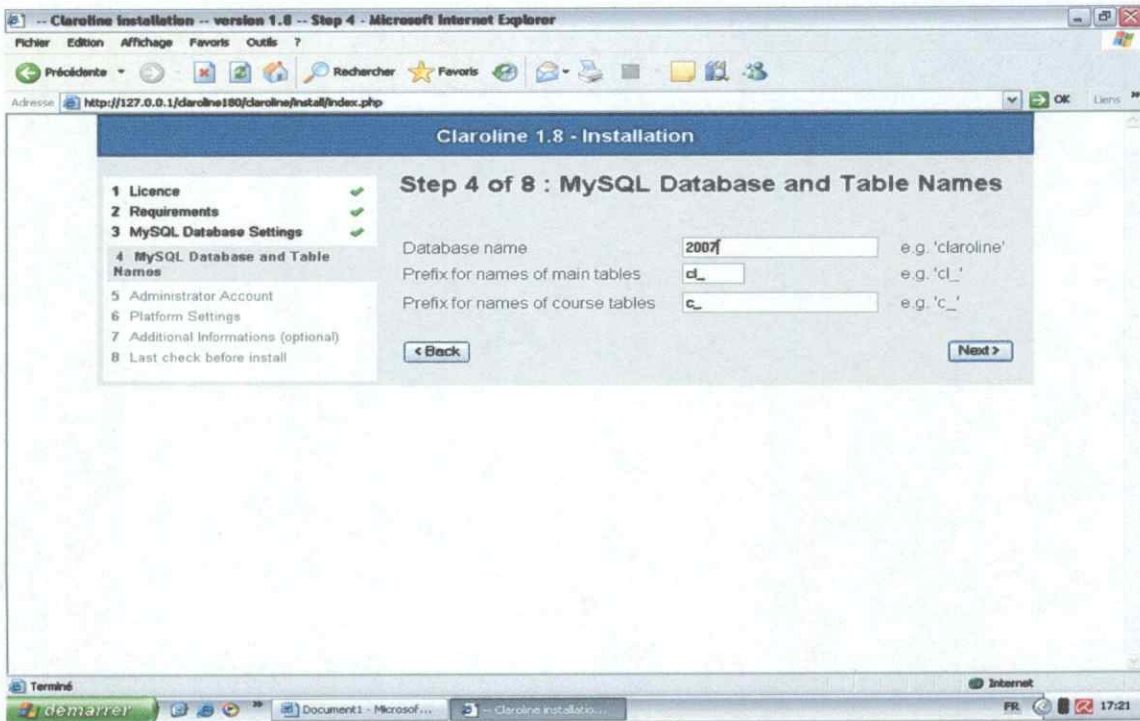 -- Claroline installation -- version 1.8 -- Step 4 - Microsoft Internet Explorer
Fichier Edition Affichage Favoris Outils ?
Précédente Rechercher Favoris
Adresse http://127.0.0.1/claroline180/claroline/install/index.php OK Liens »
Claroline 1.8 - Installation
1 Licence
2 Requirements
3 MySQL Database Settings
4 MySQL Database and Table Names
5 Administrator Account
6 Platform Settings
7 Additional Informations (optional)
8 Last check before install
Step 4 of 8 : MySQL Database and Table Names
Database name 2007 e.g. 'claroline'
Prefix for names of main tables cl_ e.g. 'cl_'
Prefix for names of course tables c_ e.g. 'c_'
< Back Next >
Terminé Internet
démarrer » Document1 - Microsof... -- Claroline installatio... FR 17:21